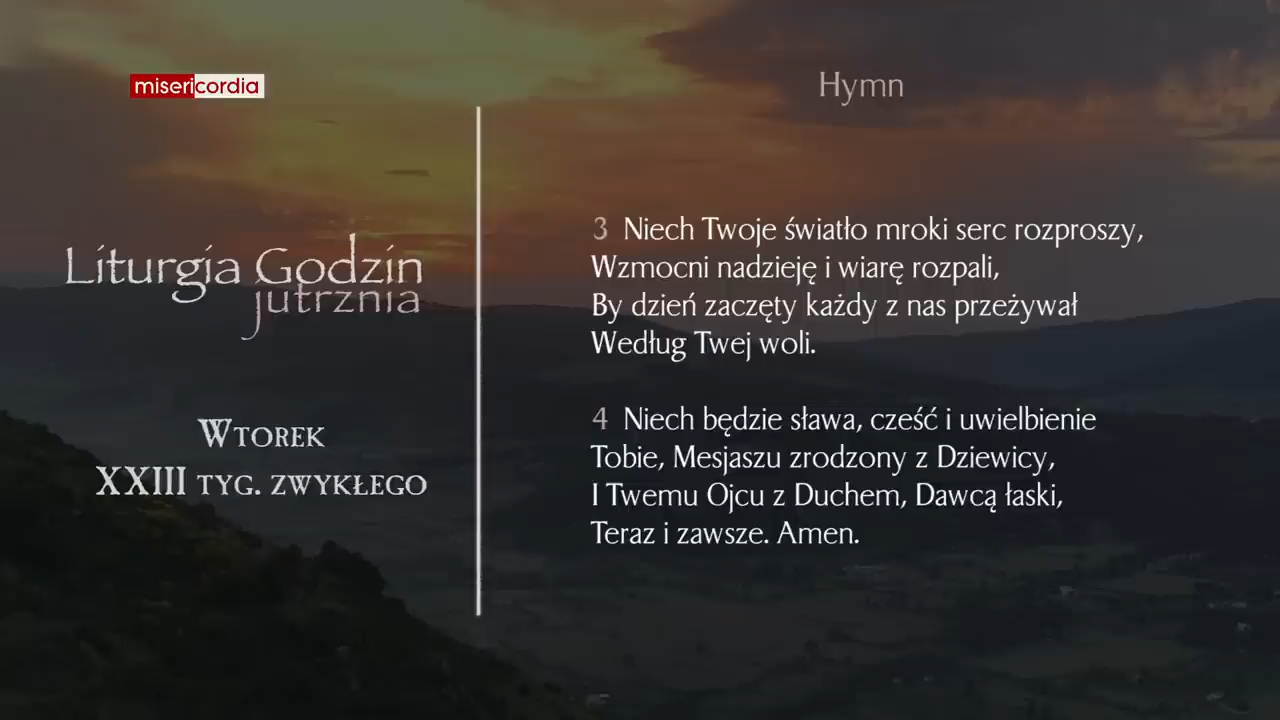 misericordia
Liturgia Godzin
jutrznia
Wtorek
XXIII tyg. zwykłego
Hymn
3 Niech Twoje światło mroki serc rozproszy,
Wzmocni nadzieję i wiarę rozpali,
By dzień zaczęty każdy z nas przeżywał
Według Twej woli.
4 Niech będzie sława, cześć i uwielbienie
Tobie, Mesjaszu zrodzony z Dziewicy,
I Twemu Ojcu z Duchem, Dawcą łaski,
Teraz i zawsze. Amen.